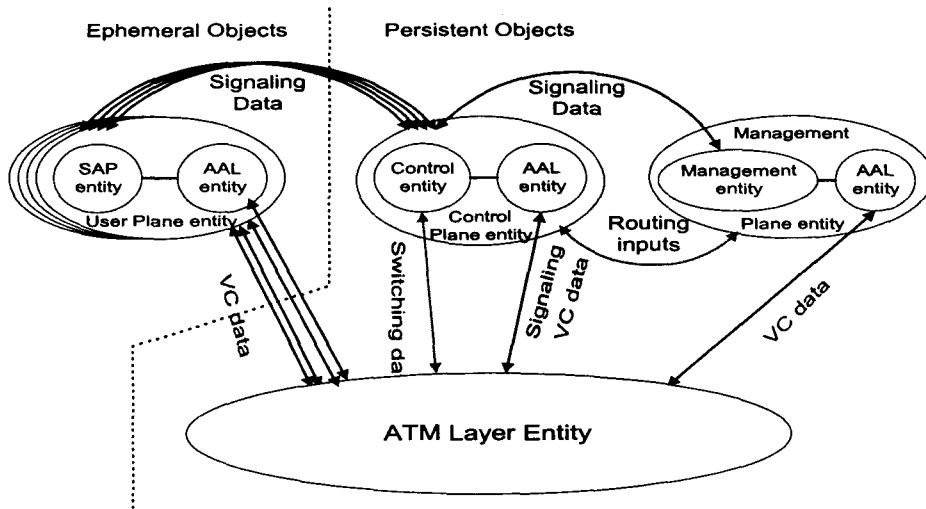 Ephemeral Objects
Persistent Objects
Signaling
Data
Signaling
Data
SAP
entity
AAL
entity
User Plane entity
Control
entity
AAL
entity
Control
Plane entity
Management
Management
entity
AAL
entity
Plane entity
Routing
inputs
VC data
Switching da
Signaling
VC data
VC data
ATM Layer Entity